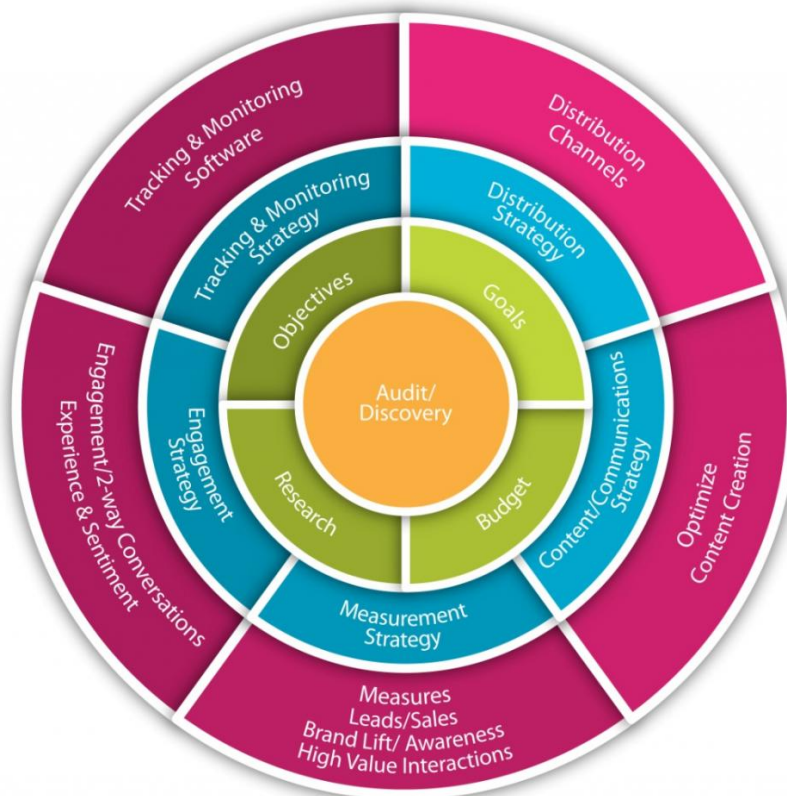 Tracking & Monitoring
Software
Distribution
Channels
Tracking & Monitoring
Strategy
Distribution
Strategy
Objectives
Goals
Audit/
Discovery
Engagement/2-way Conversations
Experience & Sentiment
Engagement
Strategy
Research
Budget
Content/Communications
Strategy
Optimize
Content Creation
Measurement
Strategy
Measures
Leads/Sales
Brand Lift/ Awareness
High Value Interactions